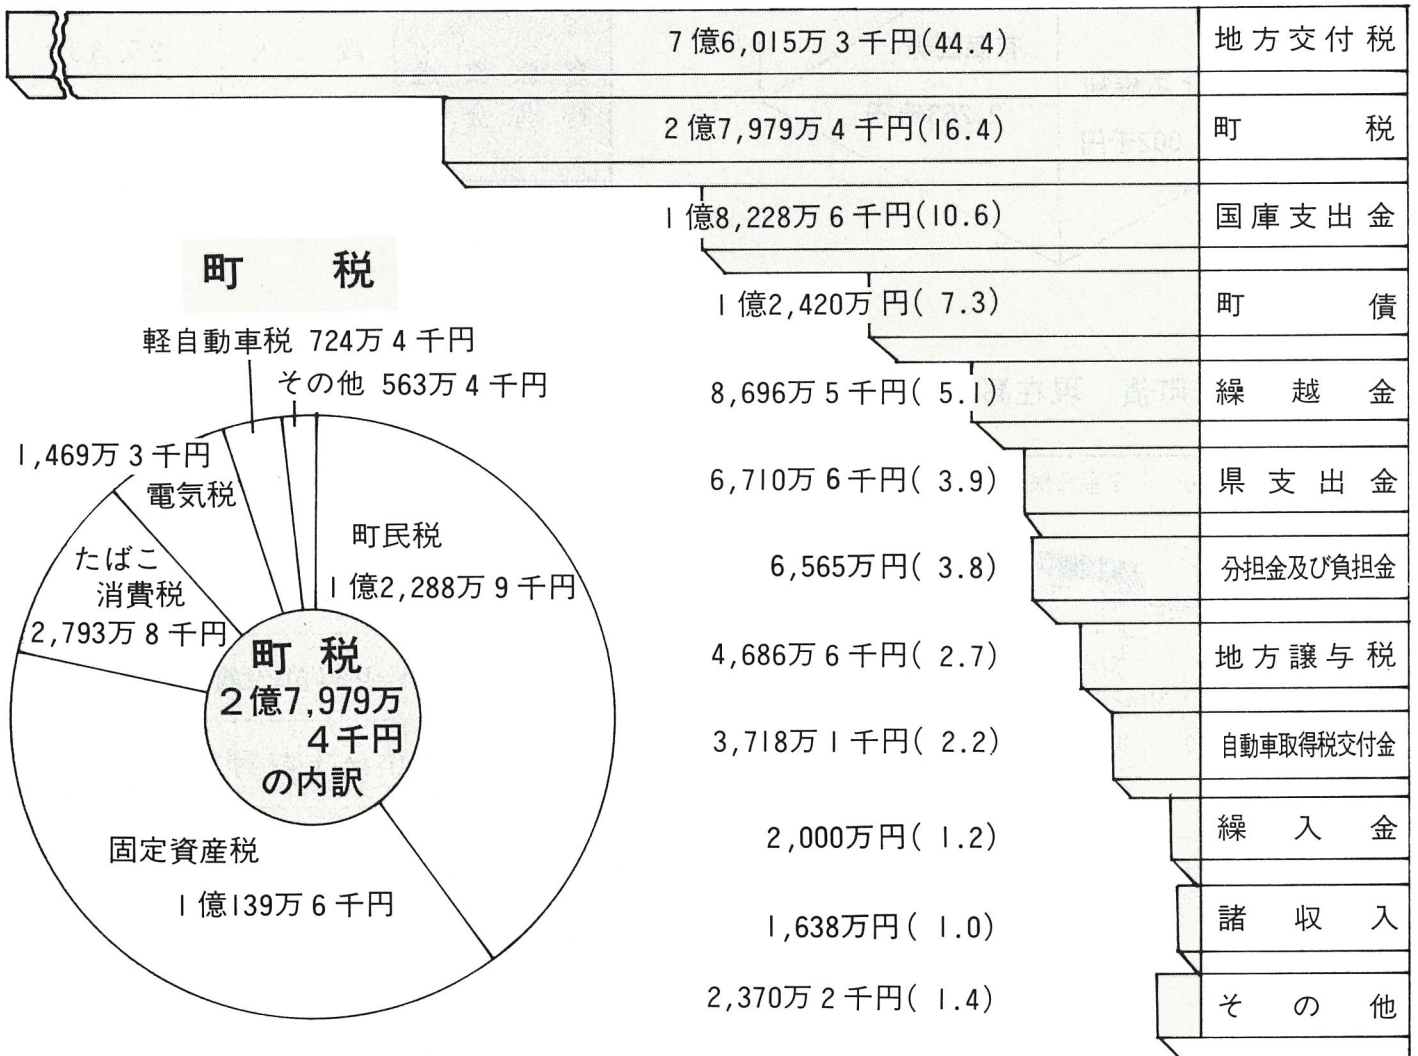 7億6,015万3千円(44.4) 地方交付税
2億7,979万4千円(16.4) 町税
1億8,228万6千円(10.6) 国庫支出金
1億2,420万円( 7.3) 町債
8,696万5千円( 5.1) 繰越金
6,710万6千円( 3.9) 県支出金
6,565万円( 3.8) 分担金及び負担金
4,686万6千円( 2.7) 地方譲与税
3,718万1千円( 2.2) 自動車取得税交付金
2,000万円( 1.2) 繰入金
1,638万円( 1.0) 諸収入
2,370万2千円( 1.4) その他
町税
軽自動車税 724万4千円
その他 563万4千円
1,469万3千円
電気税
たばこ
消費税
2,793万8千円
町民税
1億2,288万9千円
町税
2億7,979万
4千円
の内訳
固定資産税
1億139万6千円